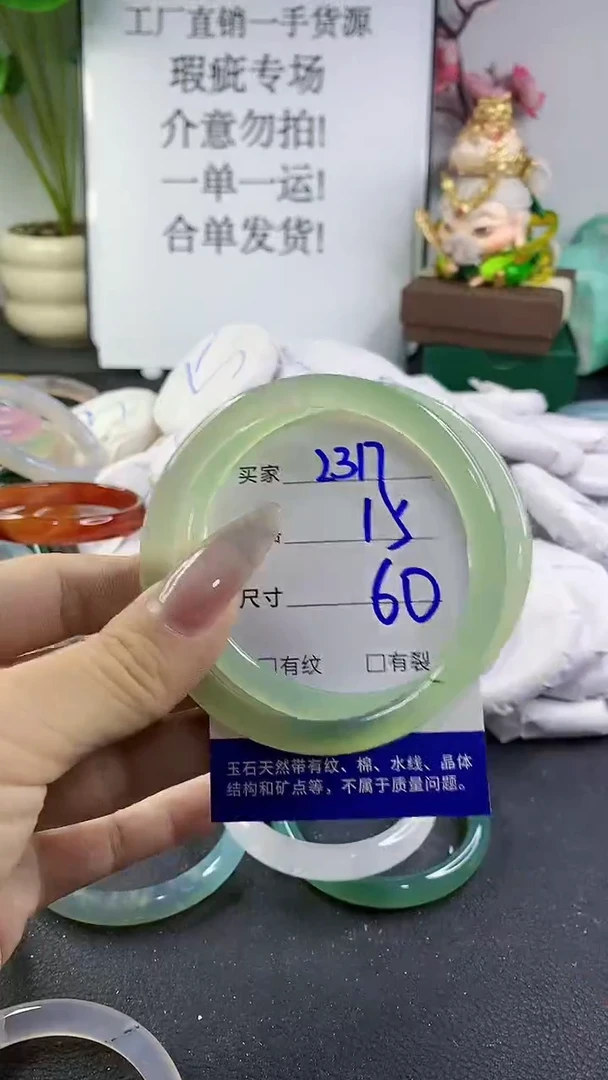 工厂直销一手货源
瑕疵专场
介意勿拍!
一单一运!
合单发货!
买家 2317
15
尺寸 60
有纹 □有裂
玉石天然带有纹、棉、水线、晶体
结构和矿点等，不属于质量问题。